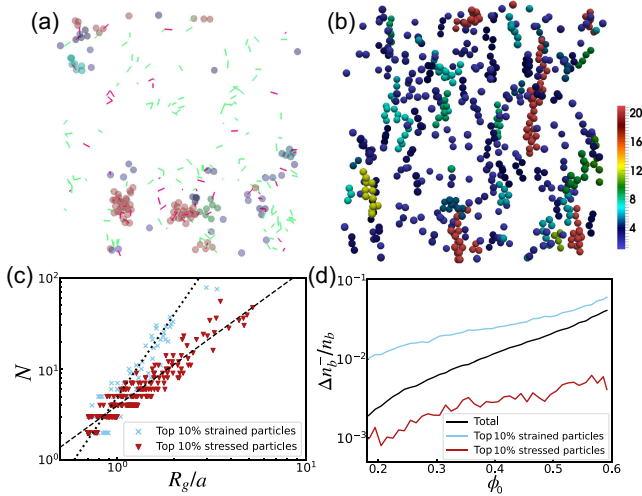 (a)
(b)
20
16
12
8
4
(c)
10²
10¹
10⁰
N
10⁰
10¹
R_g/a
Top 10% strained particles
Top 10% stressed particles
(d)
10⁻¹
10⁻²
10⁻³
Δn_b⁻/n_b
0.2
0.3
0.4
0.5
0.6
ϕ₀
Total
Top 10% strained particles
Top 10% stressed particles